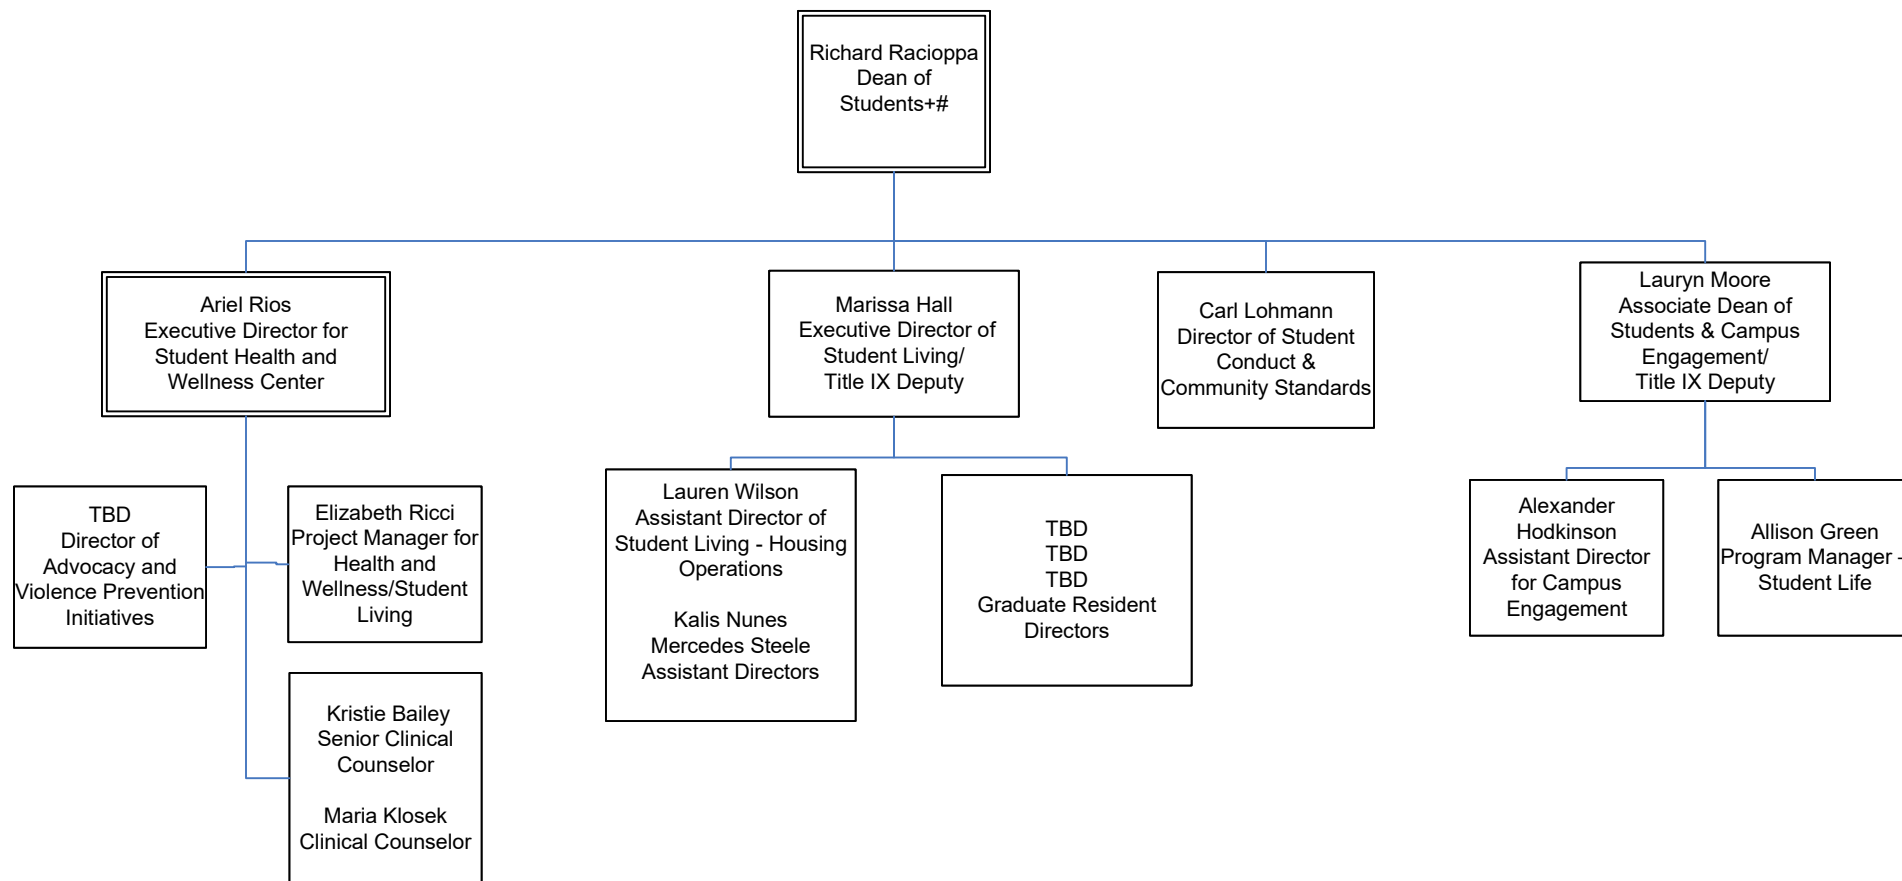 Richard Racioppa
Dean of
Students+#
Ariel Rios
Executive Director for
Student Health and
Wellness Center
Marissa Hall
Executive Director of
Student Living/
Title IX Deputy
Carl Lohmann
Director of Student
Conduct &
Community Standards
Lauryn Moore
Associate Dean of
Students & Campus
Engagement/
Title IX Deputy
TBD
Director of
Advocacy and
Violence Prevention
Initiatives
Elizabeth Ricci
Project Manager for
Health and
Wellness/Student
Living
Kristie Bailey
Senior Clinical
Counselor
Maria Klosek
Clinical Counselor
Lauren Wilson
Assistant Director of
Student Living - Housing
Operations
Kalis Nunes
Mercedes Steele
Assistant Directors
TBD
TBD
TBD
Graduate Resident
Directors
Alexander
Hodkinson
Assistant Director
for Campus
Engagement
Allison Green
Program Manager -
Student Life